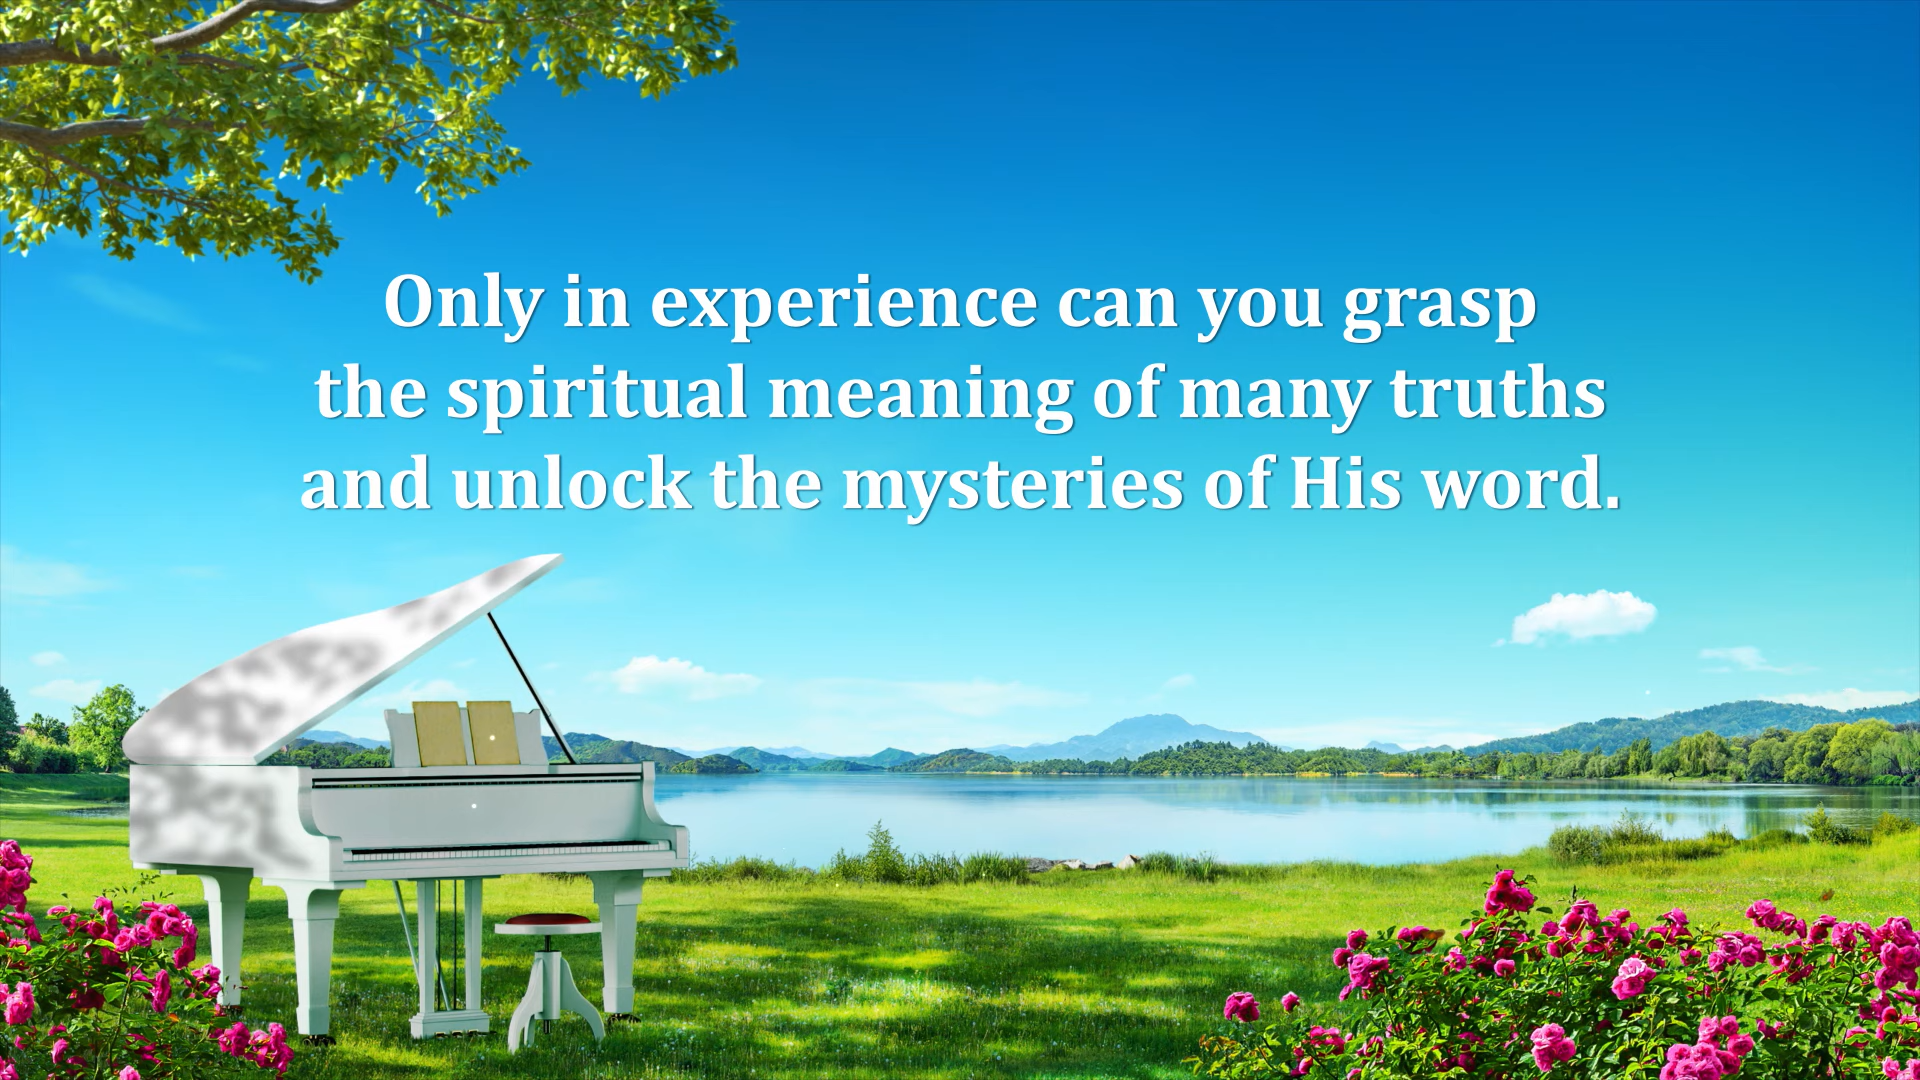 Only in experience can you grasp
the spiritual meaning of many truths
and unlock the mysteries of His word.